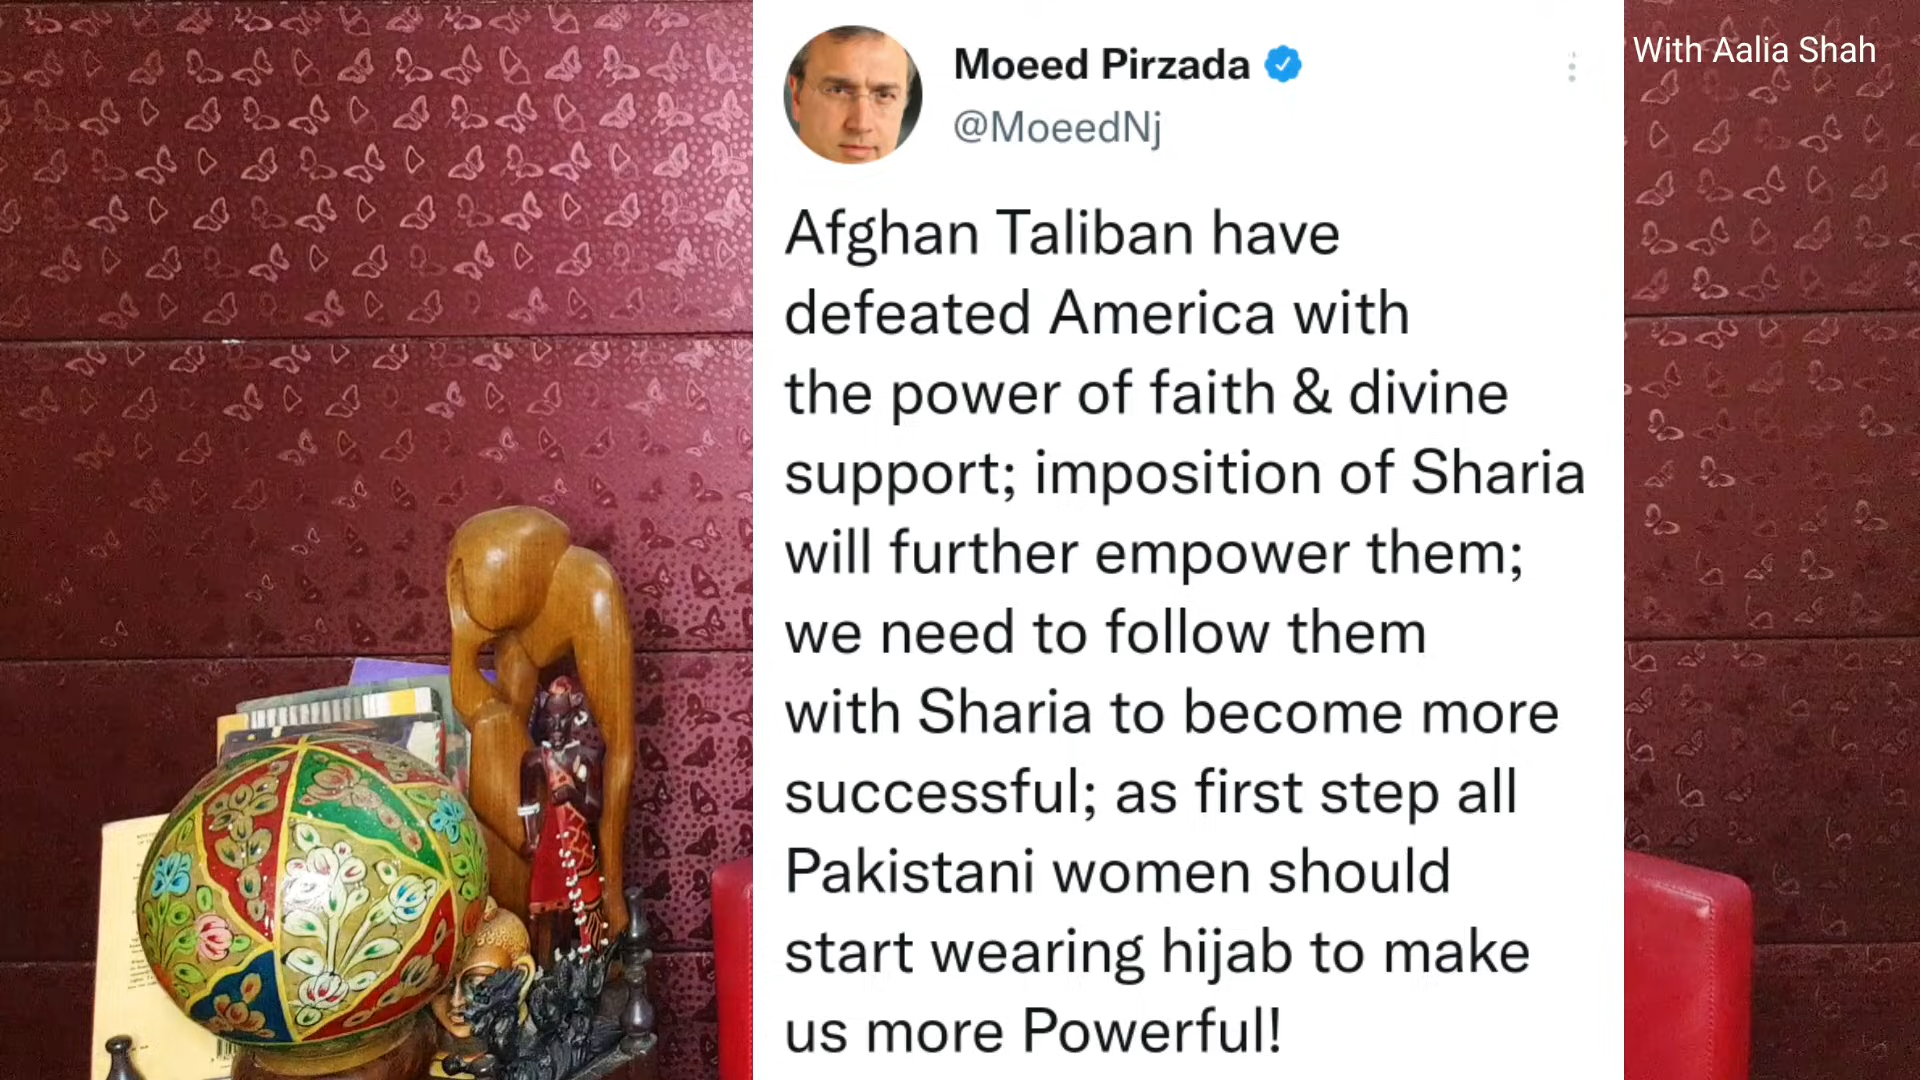 With Aalia Shah
Moeed Pirzada
@MoeedNj
Afghan Taliban have
defeated America with
the power of faith & divine
support; imposition of Sharia
will further empower them;
we need to follow them
with Sharia to become more
successful; as first step all
Pakistani women should
start wearing hijab to make
us more Powerful!